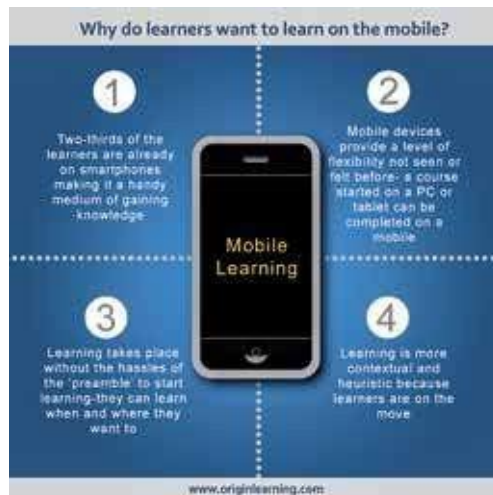 Why do learners want to learn on the mobile?
1
Two-thirds of the
learners are already
on smartphones
making it a handy
medium of gaining
knowledge
2
Mobile devices
provide a level of
flexibility not seen or
felt before- a course
started on a PC or
tablet can be
completed on a
mobile
Mobile
Learning
3
Learning takes place
without the hassles of
the 'preamble' to start
learning-they can learn
when and where they
want to
4
Learning is more
contextual and
heuristic because
learners are on the
move
www.originlearning.com